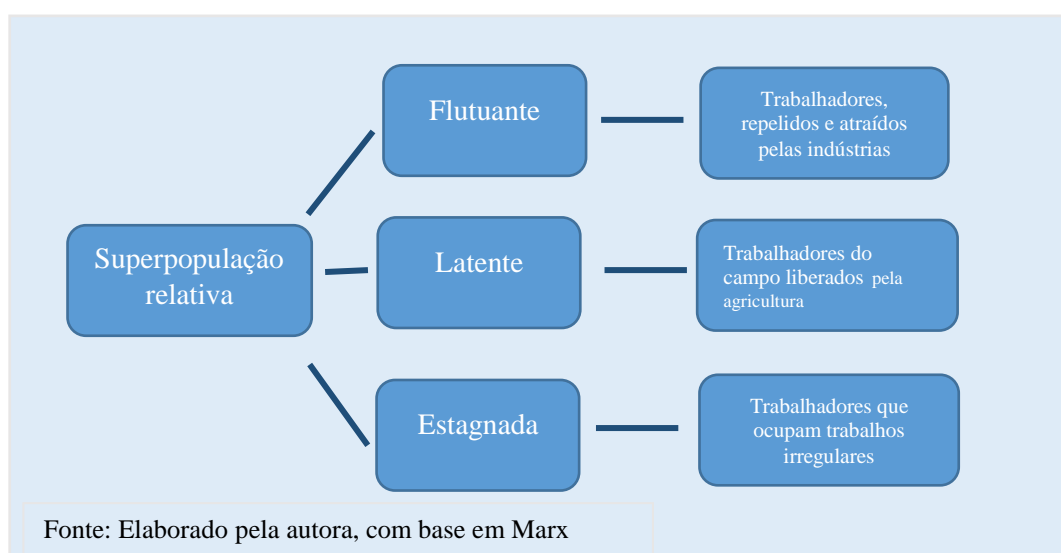 Flutuante
Trabalhadores,
repelidos e atraídos
pelas indústrias
Superpopulação
relativa
Latente
Trabalhadores do
campo liberados pela
agricultura
Estagnada
Trabalhadores que
ocupam trabalhos
irregulares
Fonte: Elaborado pela autora, com base em Marx